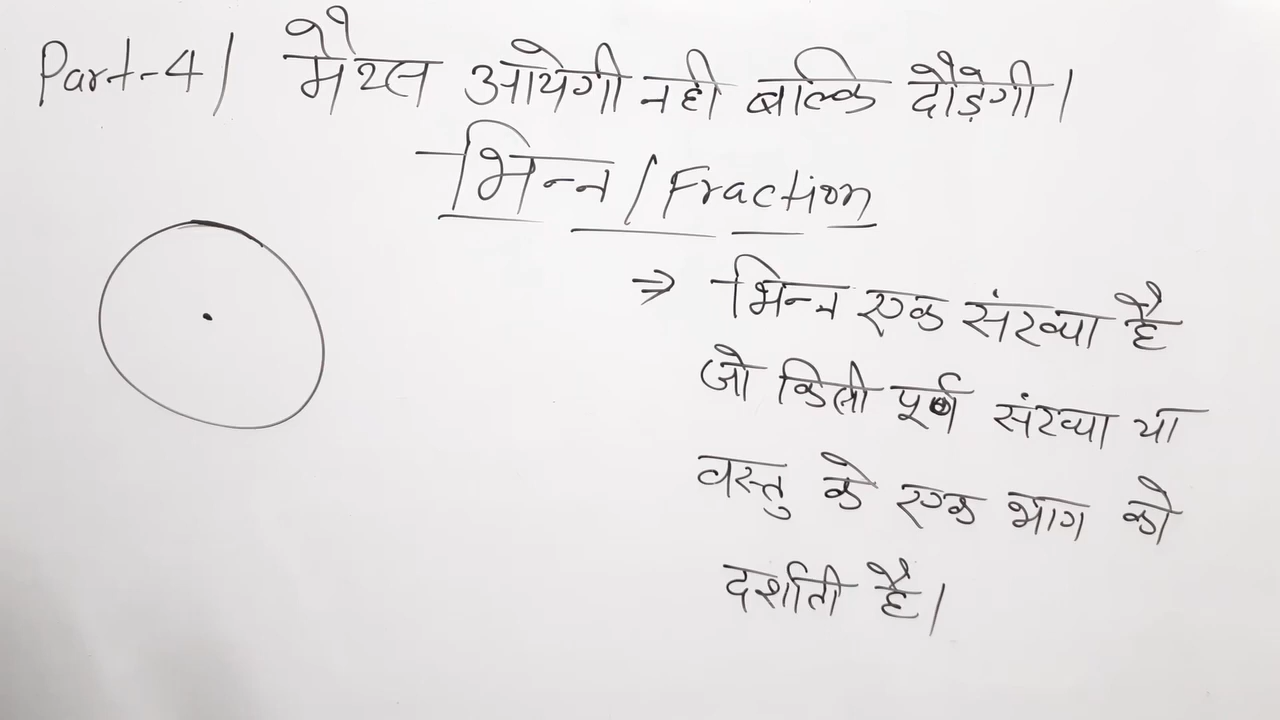 Part-4| मैथ्स आयेगी नही बल्कि दौड़ेगी।
भिन्न / Fraction
⇒ भिन्न एक संख्या है
जो किसी पूर्ण संख्या या
वस्तु के एक भाग को
दर्शाती है।